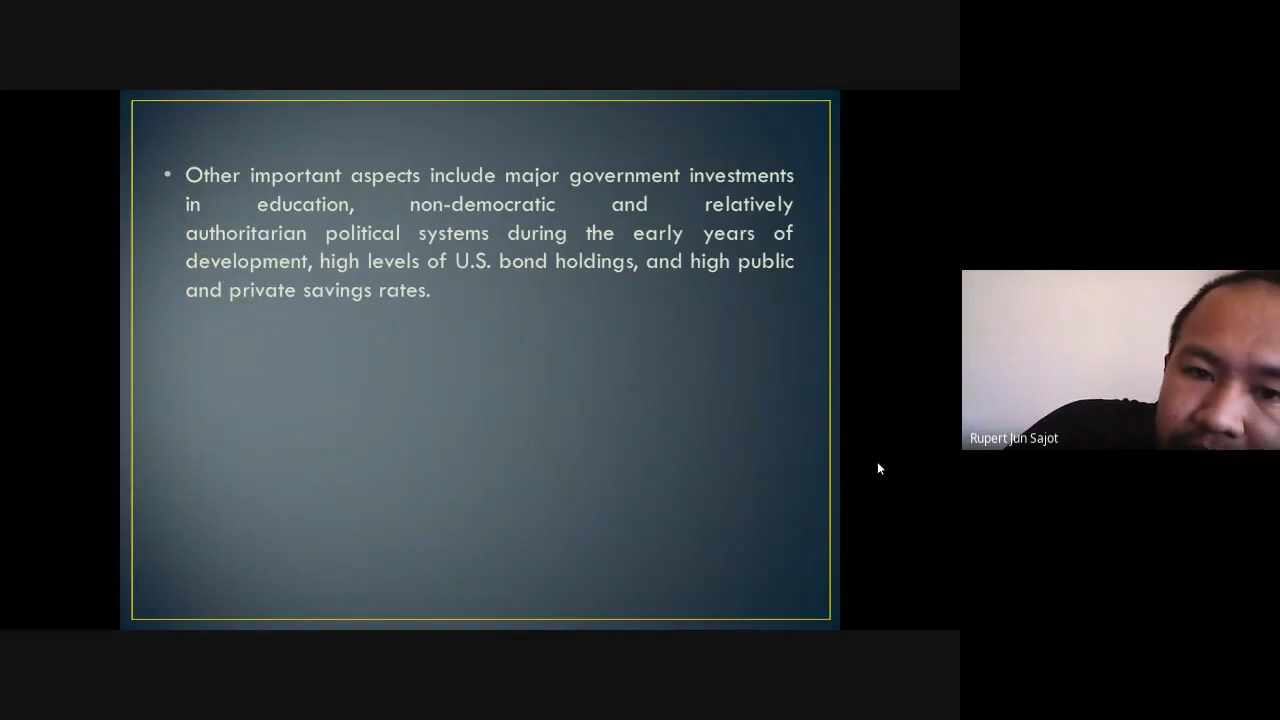 • Other important aspects include major government investments
in education, non-democratic and relatively
authoritarian political systems during the early years of
development, high levels of U.S. bond holdings, and high public
and private savings rates.
Rupert Jun Sajot